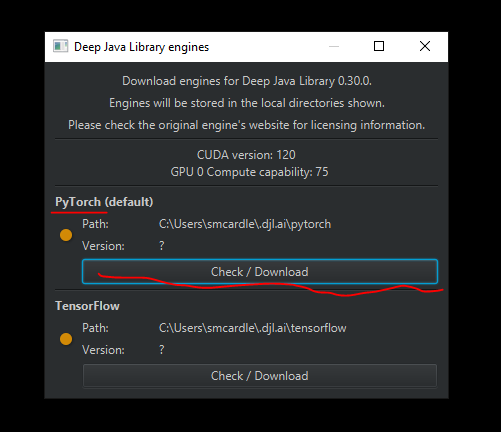 Deep Java Library engines
Download engines for Deep Java Library 0.30.0.
Engines will be stored in the local directories shown.
Please check the original engine's website for licensing information.
CUDA version: 120
GPU 0 Compute capability: 75
PyTorch (default)
Path: C:\Users\smcardle\.djl.ai\pytorch
Version: ?
Check / Download
TensorFlow
Path: C:\Users\smcardle\.djl.ai\tensorflow
Version: ?
Check / Download